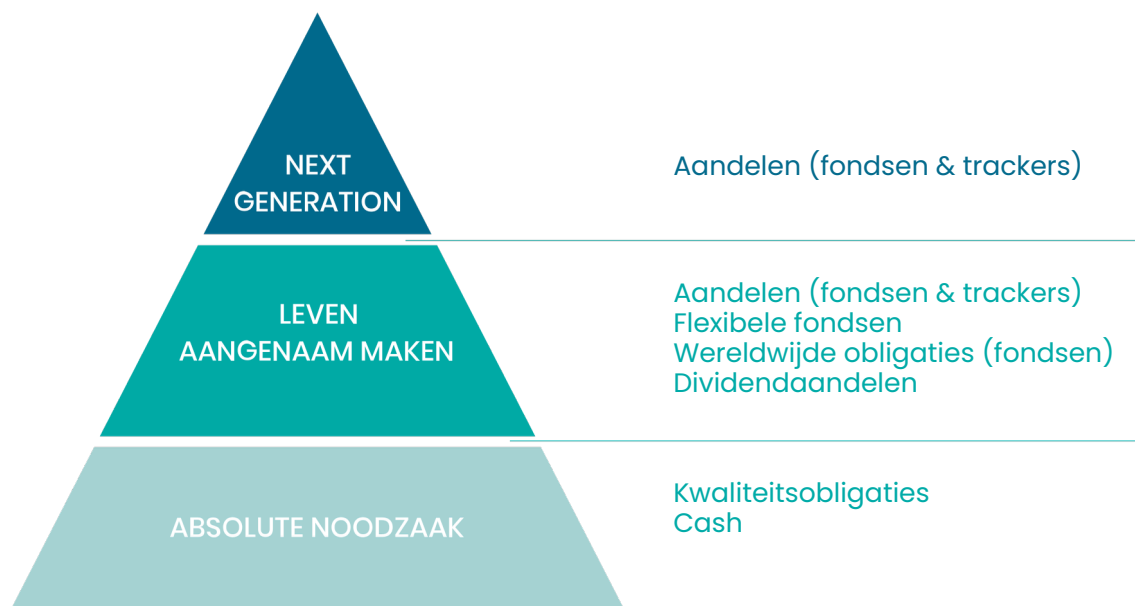 NEXT
GENERATION
Aandelen (fondsen & trackers)
LEVEN
AANGENAAM MAKEN
Aandelen (fondsen & trackers)
Flexibele fondsen
Wereldwijde obligaties (fondsen)
Dividendaandelen
ABSOLUTE NOODZAAK
Kwaliteitsobligaties
Cash